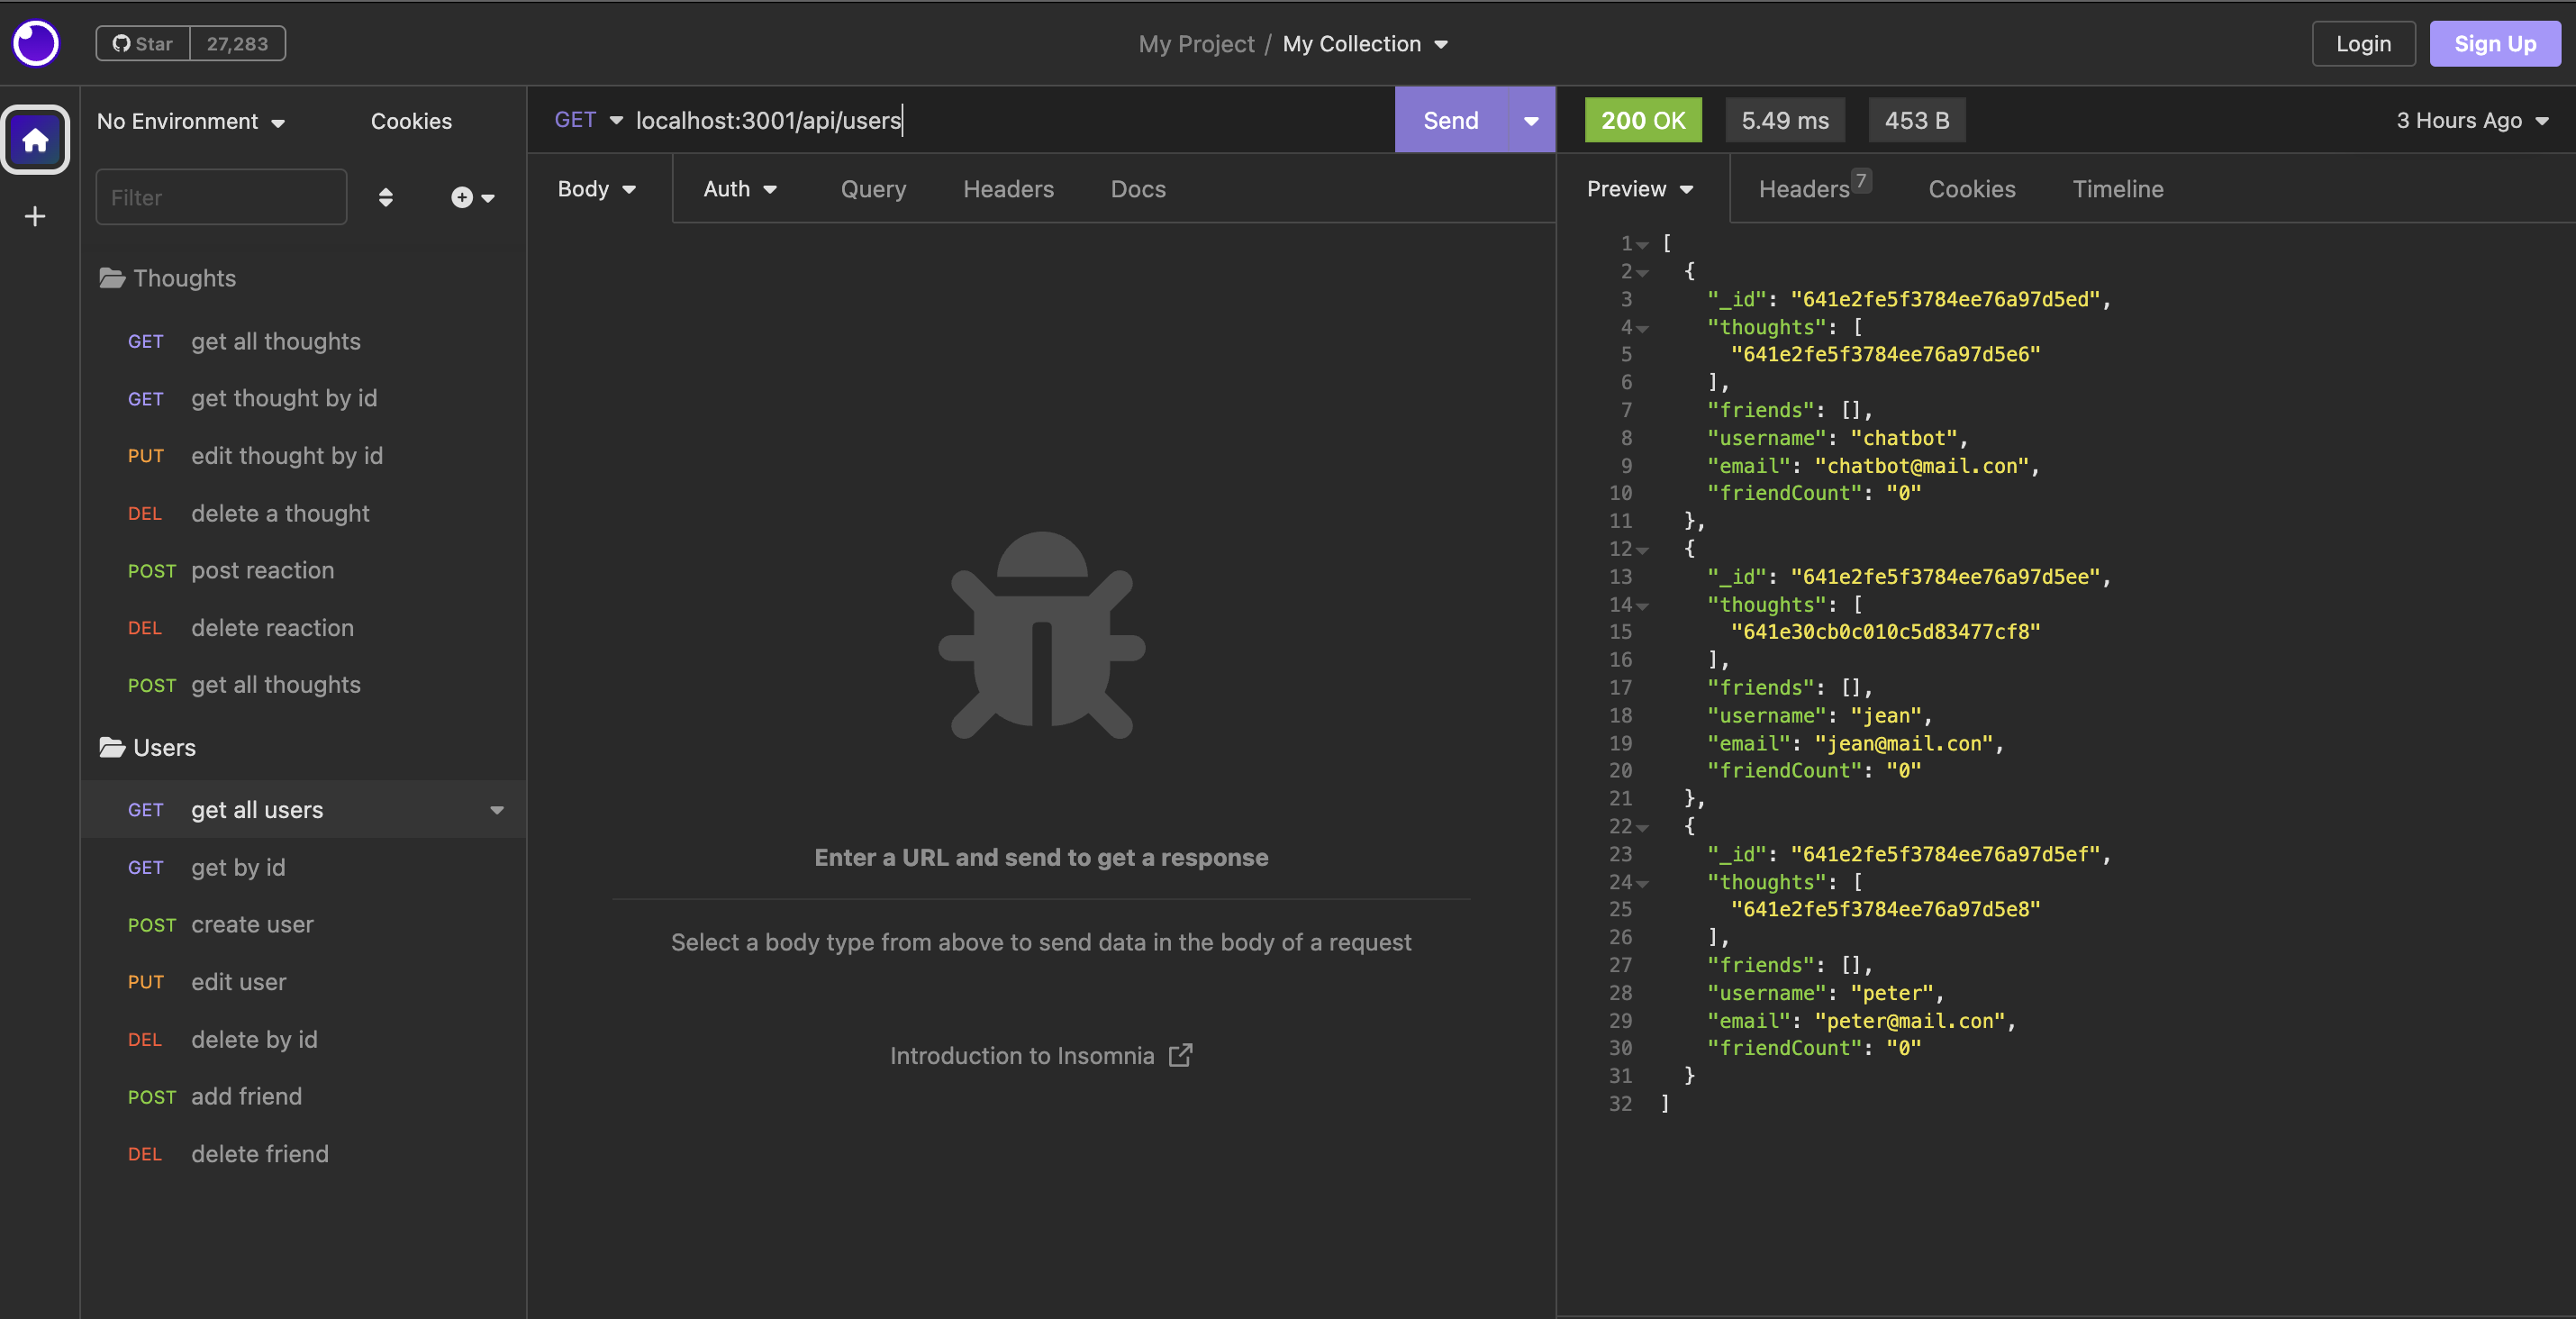 Star 27,283
My Project / My Collection
Login
Sign Up
No Environment
Cookies
Filter
Thoughts
GET get all thoughts
GET get thought by id
PUT edit thought by id
DEL delete a thought
POST post reaction
DEL delete reaction
POST get all thoughts
Users
GET get all users
GET get by id
POST create user
PUT edit user
DEL delete by id
POST add friend
DEL delete friend
GET localhost:3001/api/users
Send
Body Auth Query Headers Docs
Enter a URL and send to get a response
Select a body type from above to send data in the body of a request
Introduction to Insomnia
200 OK 5.49 ms 453 B 3 Hours Ago
Preview Headers 7 Cookies Timeline
1 [
2 {
3 "_id": "641e2fe5f3784ee76a97d5ed",
4 "thoughts": [
5 "641e2fe5f3784ee76a97d5e6"
6 ],
7 "friends": [],
8 "username": "chatbot",
9 "email": "chatbot@mail.con",
10 "friendCount": "0"
11 },
12 {
13 "_id": "641e2fe5f3784ee76a97d5ee",
14 "thoughts": [
15 "641e30cb0c010c5d83477cf8"
16 ],
17 "friends": [],
18 "username": "jean",
19 "email": "jean@mail.con",
20 "friendCount": "0"
21 },
22 {
23 "_id": "641e2fe5f3784ee76a97d5ef",
24 "thoughts": [
25 "641e2fe5f3784ee76a97d5e8"
26 ],
27 "friends": [],
28 "username": "peter",
29 "email": "peter@mail.con",
30 "friendCount": "0"
31 }
32 ]